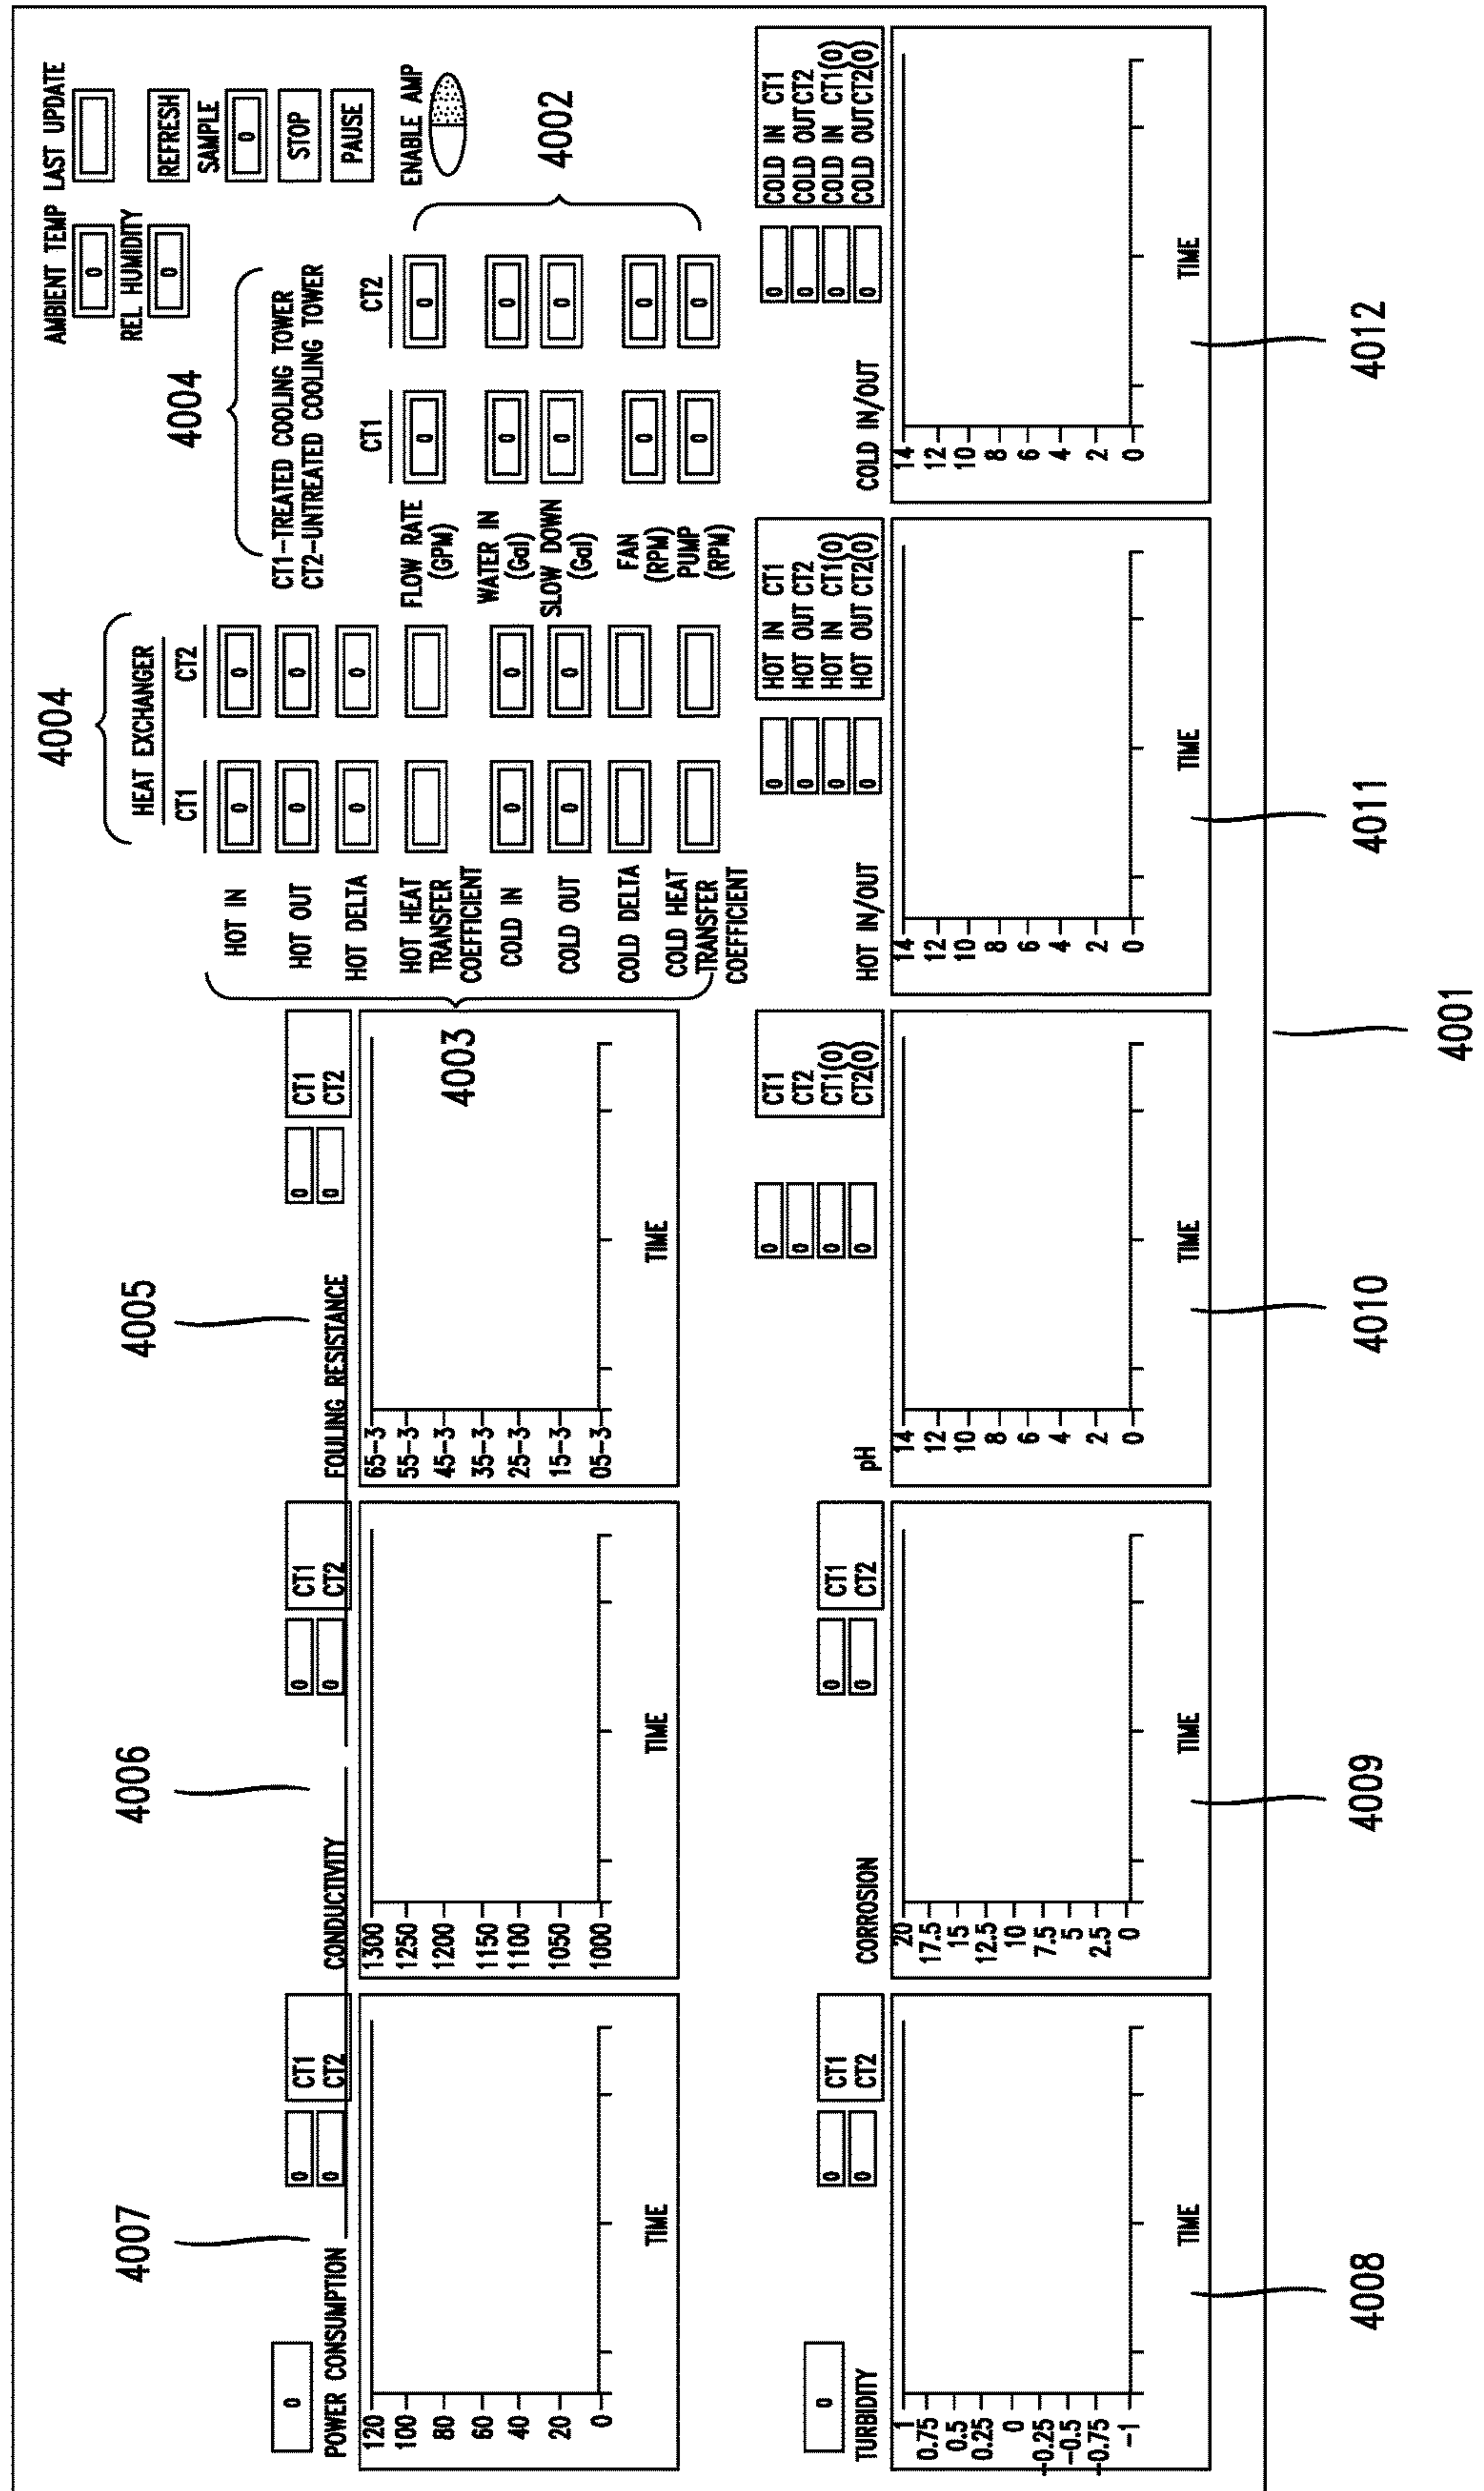 4007
4006
4005
4004
HEAT EXCHANGER
CT1 CT2
4004
CT1-TREATED COOLING TOWER
CT2-UNTREATED COOLING TOWER
AMBIENT TEMP LAST UPDATE
0
REL HUMIDITY
0
REFRESH
SAMPLE
0
STOP
PAUSE
ENABLE AMP
0
POWER CONSUMPTION
0 CT1
0 CT2
120
100
80
60
40
20
0
TIME
CONDUCTIVITY
0 CT1
0 CT2
1300
1250
1200
1150
1100
1050
1000
TIME
FOULING RESISTANCE
0 CT1
0 CT2
65-3
55-3
45-3
35-3
25-3
15-3
05-3
TIME
4003
HOT IN 0 0
HOT OUT 0 0
HOT DELTA 0 0
HOT HEAT
TRANSFER
COEFFICIENT
COLD IN 0 0
COLD OUT 0 0
COLD DELTA
COLD HEAT
TRANSFER
COEFFICIENT
CT1 CT2
FLOW RATE
(GPM) 0 0
WATER IN
(Gal) 0 0
SLOW DOWN
(Gal) 0 0
FAN
(RPM) 0 0
PUMP
(RPM) 0 0
4002
0
TURBIDITY
0 CT1
0 CT2
1
0.75
0.5
0.25
0
-0.25
-0.5
-0.75
-1
TIME
CORROSION
0 CT1
0 CT2
20
17.5
15
12.5
10
7.5
5
2.5
0
TIME
pH
0 CT1
0 CT2
0 CT1(0)
0 CT2(0)
14
12
10
8
6
4
2
0
TIME
HOT IN/OUT
0 HOT IN CT1
0 HOT OUT CT2
0 HOT IN CT1(0)
0 HOT OUT CT2(0)
14
12
10
8
6
4
2
0
TIME
COLD IN/OUT
0 COLD IN CT1
0 COLD OUT CT2
0 COLD IN CT1(0)
0 COLD OUT CT2(0)
14
12
10
8
6
4
2
0
TIME
4008
4009
4010
4011
4012
4001